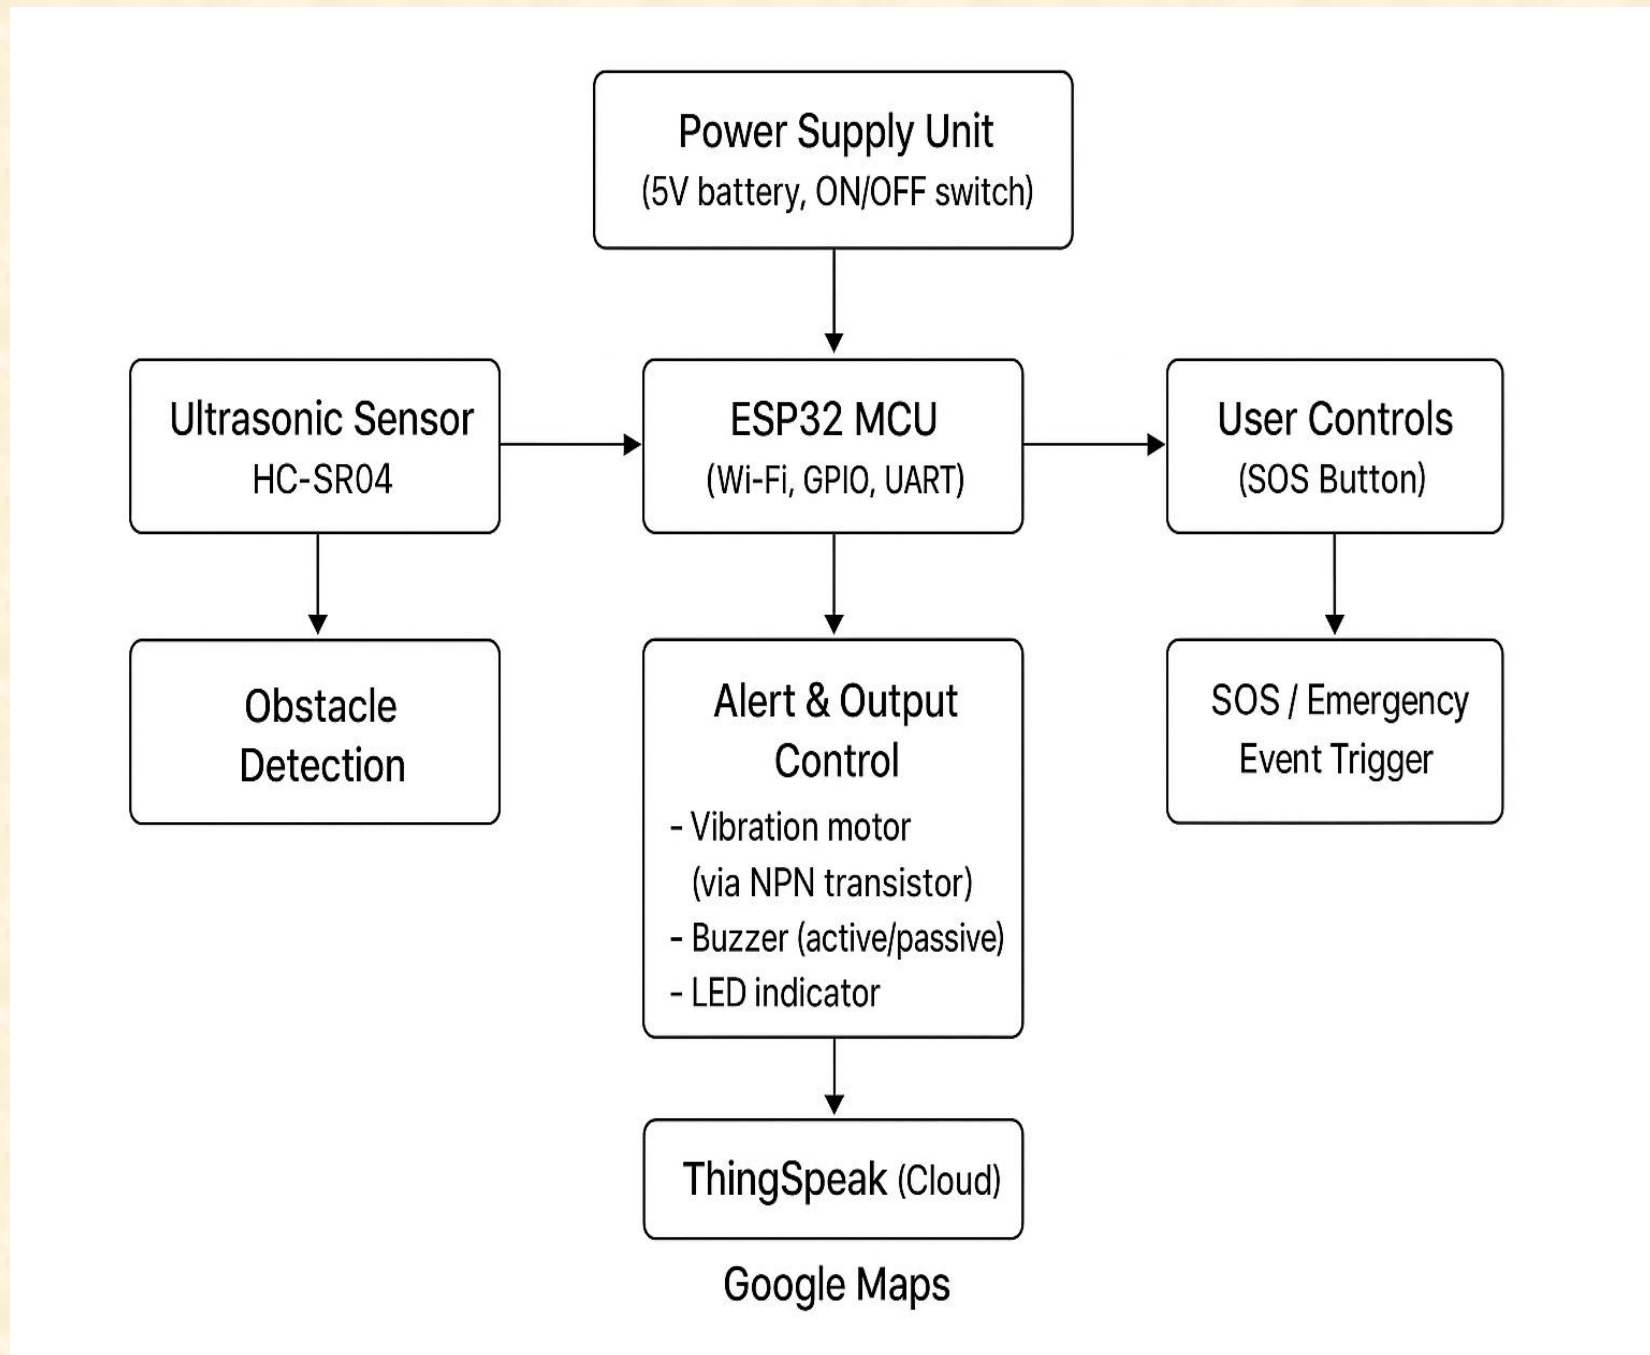 Power Supply Unit
(5V battery, ON/OFF switch)
Ultrasonic Sensor
HC-SR04
ESP32 MCU
(Wi-Fi, GPIO, UART)
User Controls
(SOS Button)
Obstacle
Detection
Alert & Output
Control
- Vibration motor
(via NPN transistor)
- Buzzer (active/passive)
- LED indicator
SOS / Emergency
Event Trigger
ThingSpeak (Cloud)
Google Maps